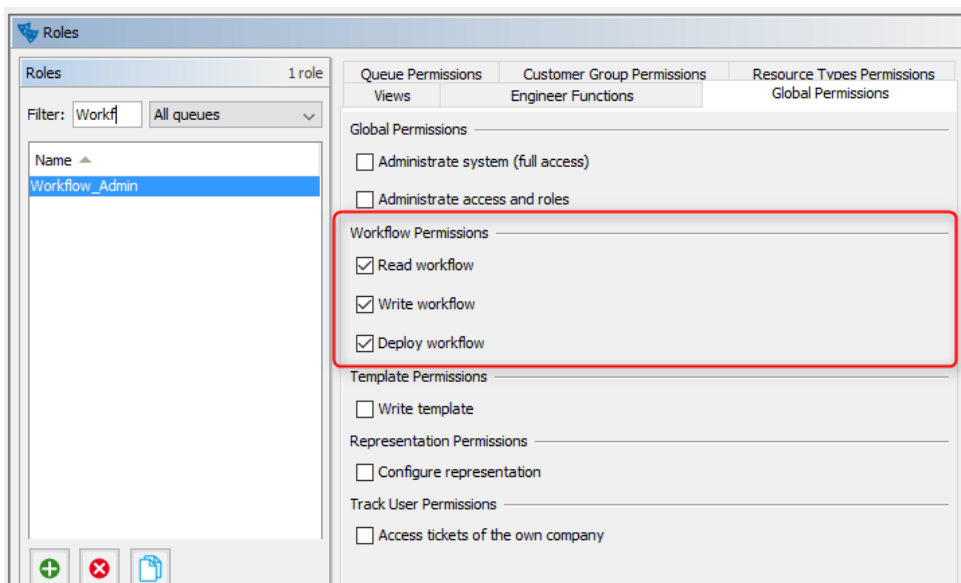 Roles
Roles 1 role
Filter: Workf All queues
Name
Workflow_Admin
Queue Permissions Customer Group Permissions Resource Types Permissions
Views Engineer Functions Global Permissions
Global Permissions
Administrate system (full access)
Administrate access and roles
Workflow Permissions
Read workflow
Write workflow
Deploy workflow
Template Permissions
Write template
Representation Permissions
Configure representation
Track User Permissions
Access tickets of the own company